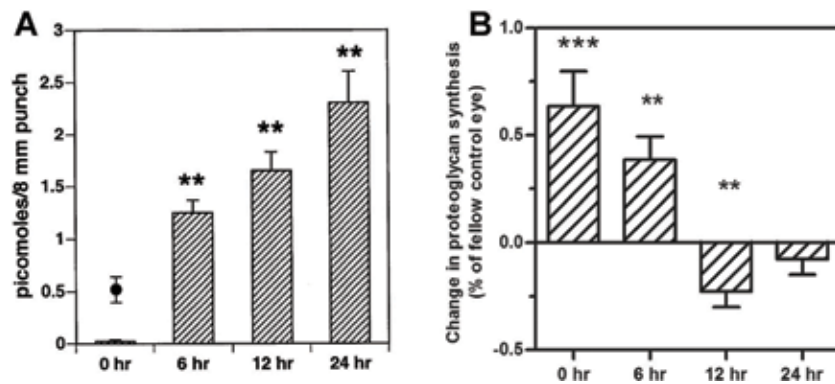 A
picomoles/8 mm punch
3
2.5
2
1.5
1
0.5
0
**
**
**
0 hr 6 hr 12 hr 24 hr
B
Change in proteoglycan synthesis
(% of fellow control eye)
1.0
0.5
0.0
-0.5
***
**
**
0 hr 6 hr 12 hr 24 hr